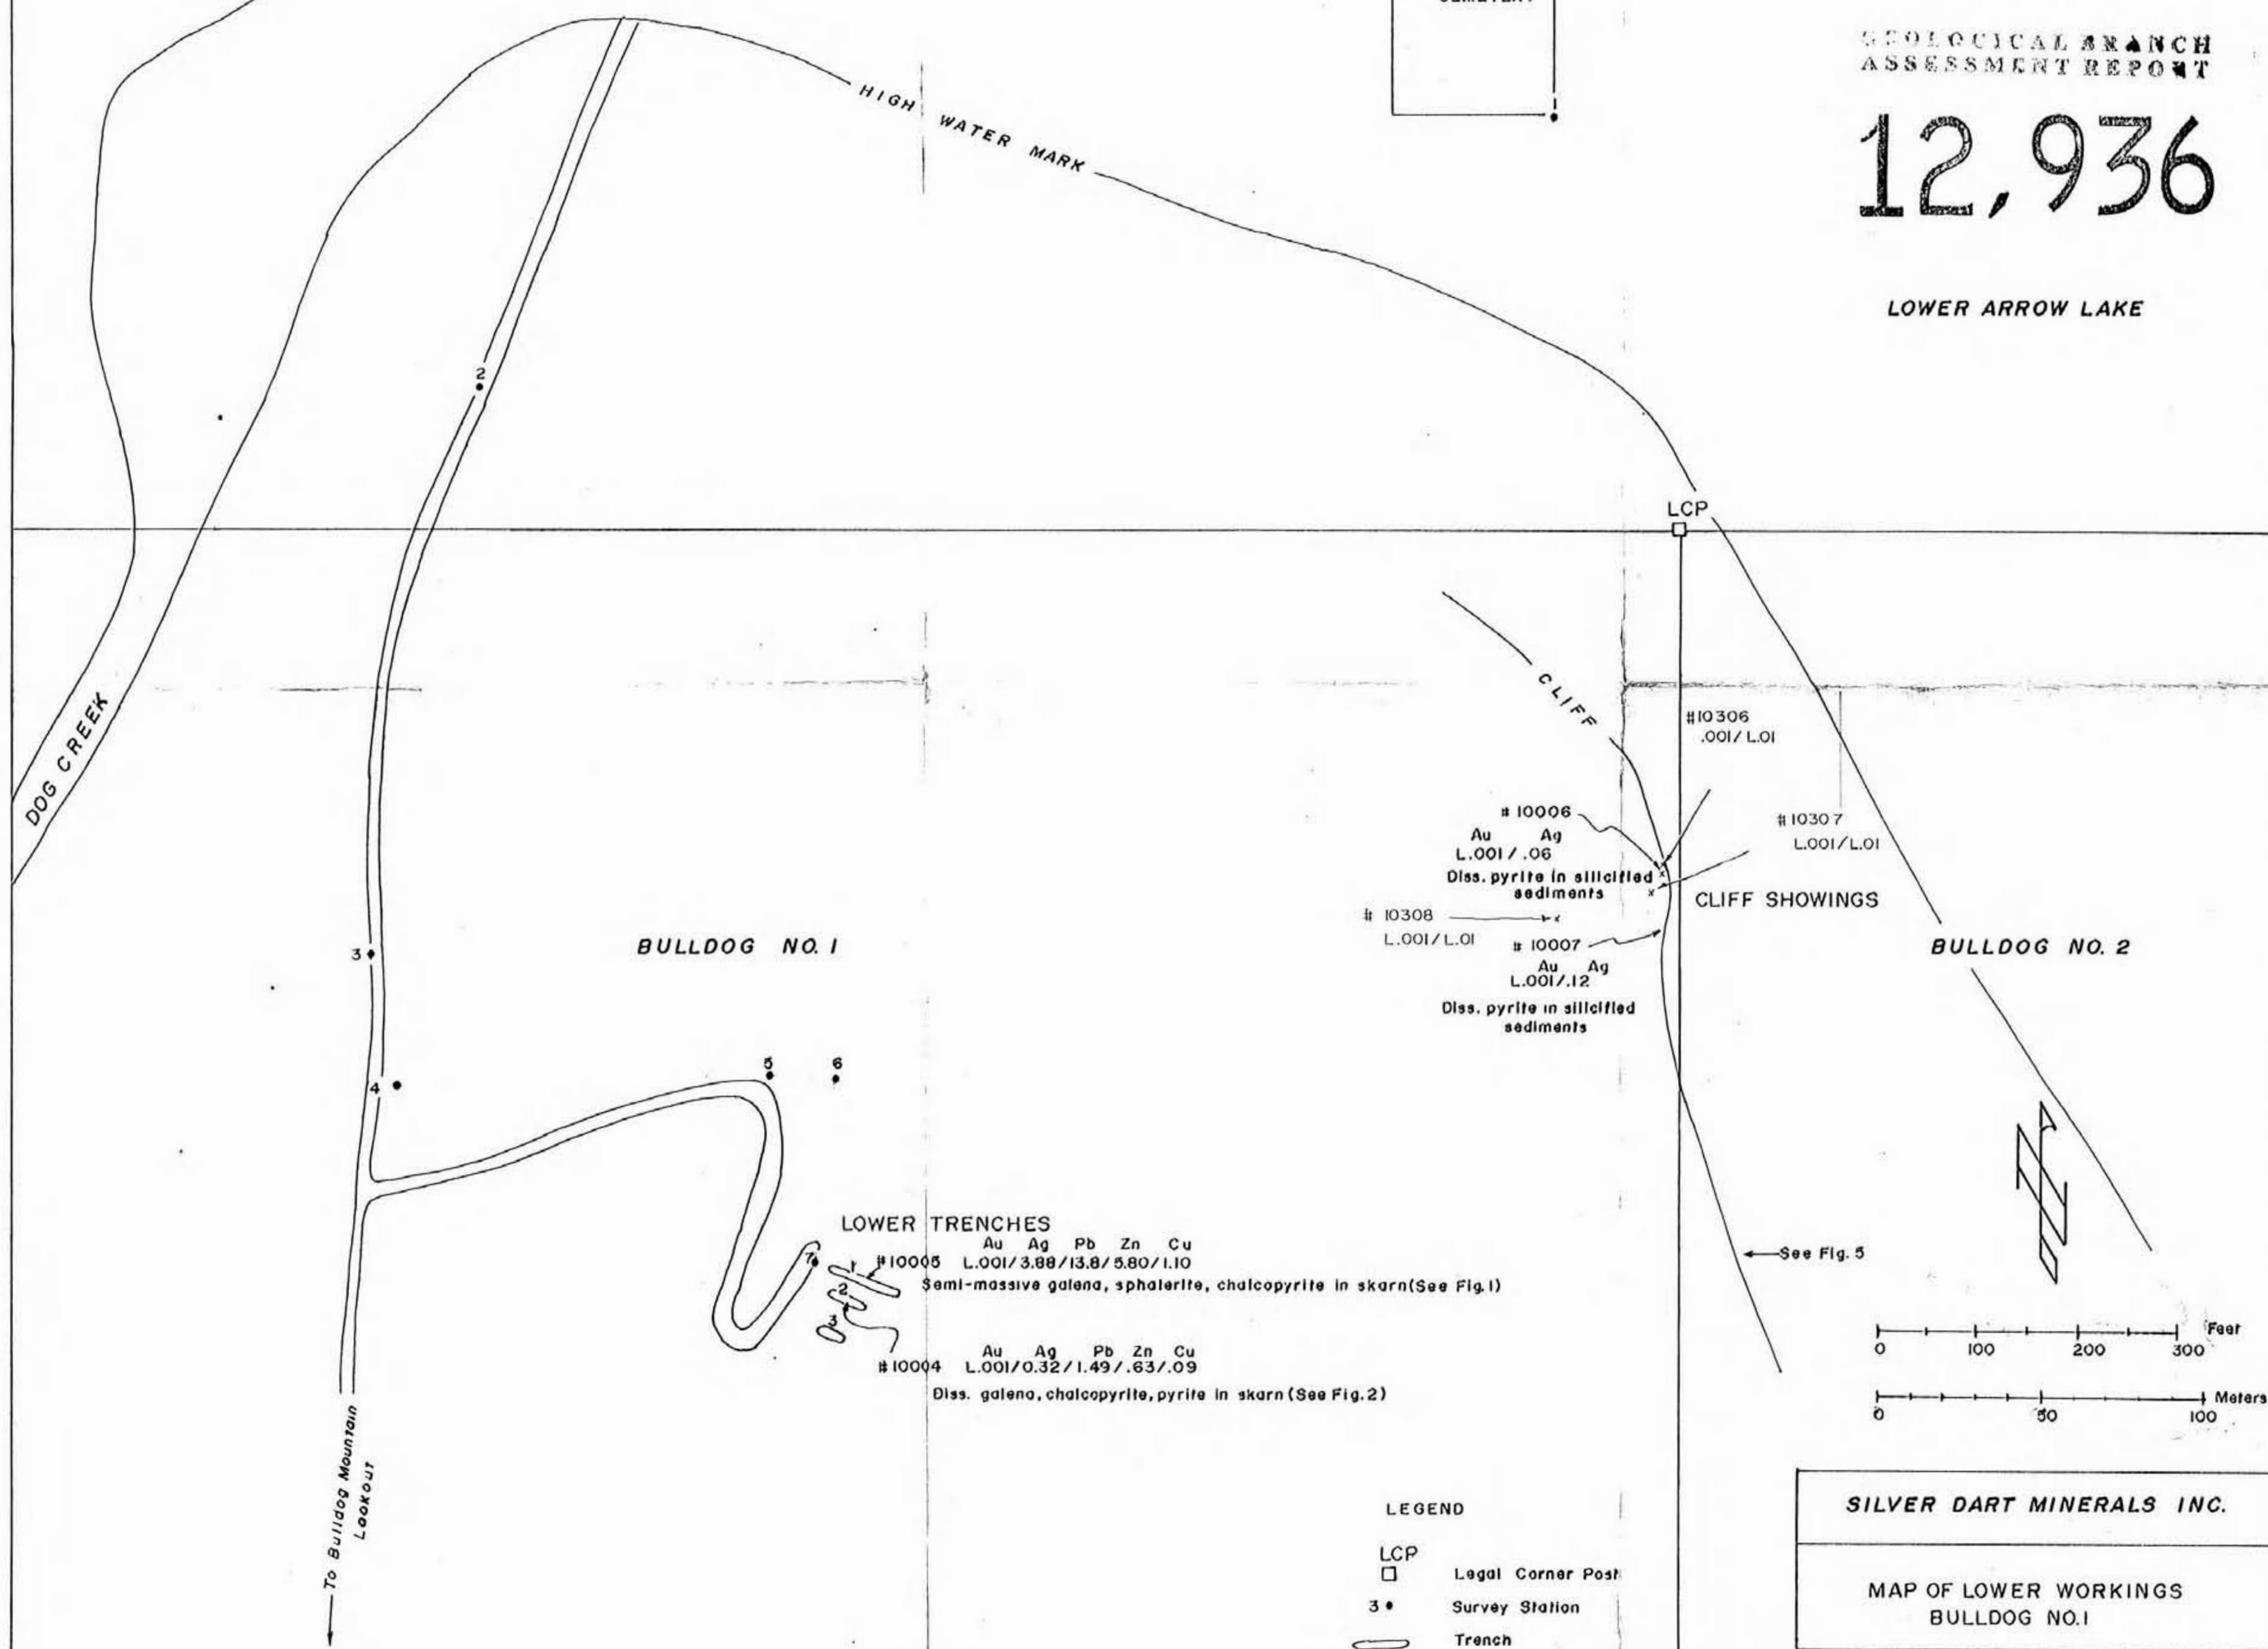 GEOLOGICAL BRANCH
ASSESSMENT REPORT
12,936
LOWER ARROW LAKE
HIGH WATER MARK
1
2
LCP
DOG CREEK
CLIFF
#10306
.001/L.01
#10006
Au Ag
L.001/.06
Diss. pyrite in silicified
sediments
#10307
L.001/L.01
CLIFF SHOWINGS
#10308
L.001/L.01
#10007
Au Ag
L.001/.12
Diss. pyrite in silicified
sediments
3
BULLDOG NO. 1
BULLDOG NO. 2
4
5
6
LOWER TRENCHES
7
1
2
3
#10005
Au Ag Pb Zn Cu
L.001/3.88/13.8/5.80/1.10
Semi-massive galena, sphalerite, chalcopyrite in skarn(See Fig.1)
#10004
Au Ag Pb Zn Cu
L.001/0.32/1.49/.63/.09
Diss. galena, chalcopyrite, pyrite in skarn (See Fig.2)
See Fig. 5
N
Feet
0 100 200 300
Meters
0 50 100
To Bulldog Mountain
Lookout
LEGEND
LCP
Legal Corner Post
3
Survey Station
Trench
SILVER DART MINERALS INC.
MAP OF LOWER WORKINGS
BULLDOG NO.1